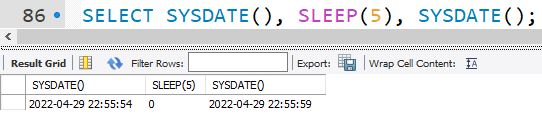 86 SELECT SYSDATE(), SLEEP(5), SYSDATE();
Result Grid Filter Rows: Export: Wrap Cell Content: IA
SYSDATE() SLEEP(5) SYSDATE()
2022-04-29 22:55:54 0 2022-04-29 22:55:59